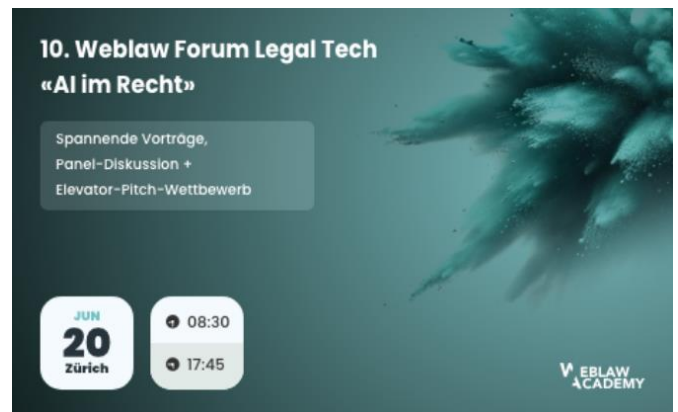 10. Weblaw Forum Legal Tech
«AI im Recht»
Spannende Vorträge,
Panel-Diskussion +
Elevator-Pitch-Wettbewerb
JUN
20
Zürich
08:30
17:45
WEBLAW
ACADEMY